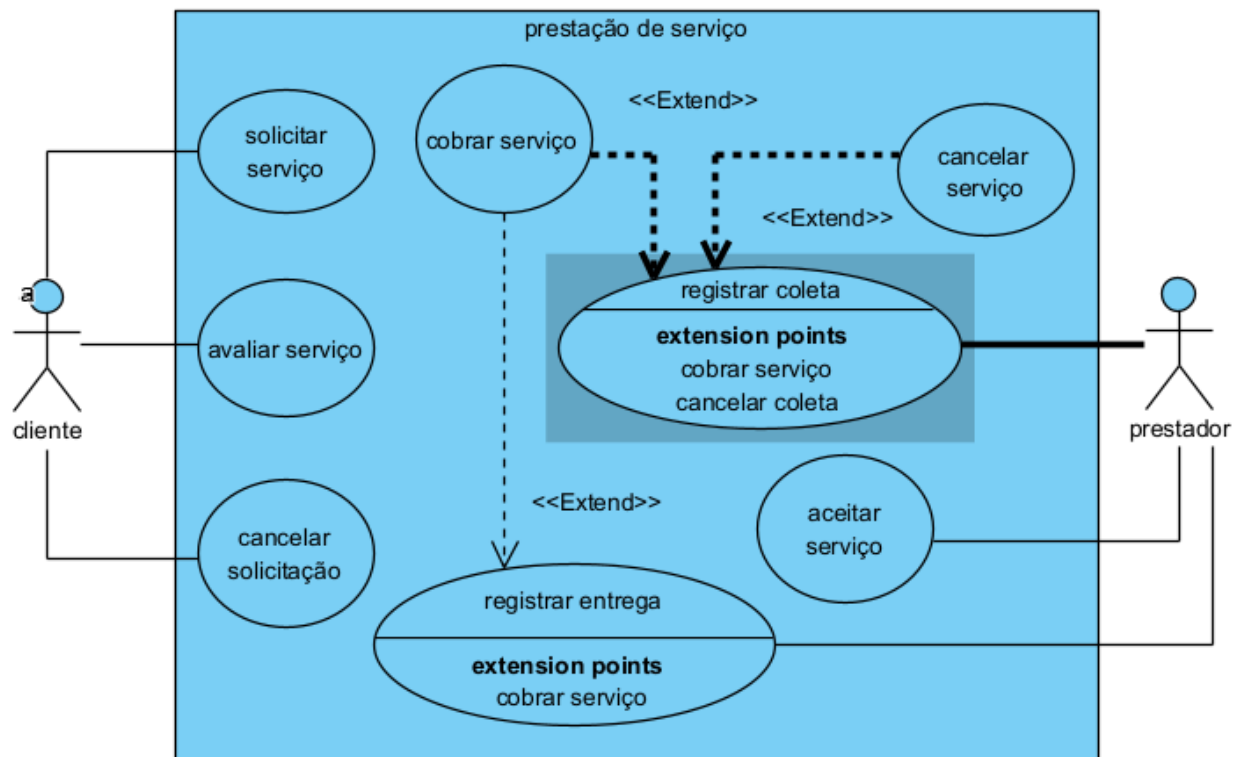 prestação de serviço
<<Extend>>
solicitar
serviço
cobrar serviço
cancelar
serviço
<<Extend>>
registrar coleta
extension points
cobrar serviço
cancelar coleta
a
avaliar serviço
cliente
prestador
<<Extend>>
aceitar
serviço
cancelar
solicitação
registrar entrega
extension points
cobrar serviço